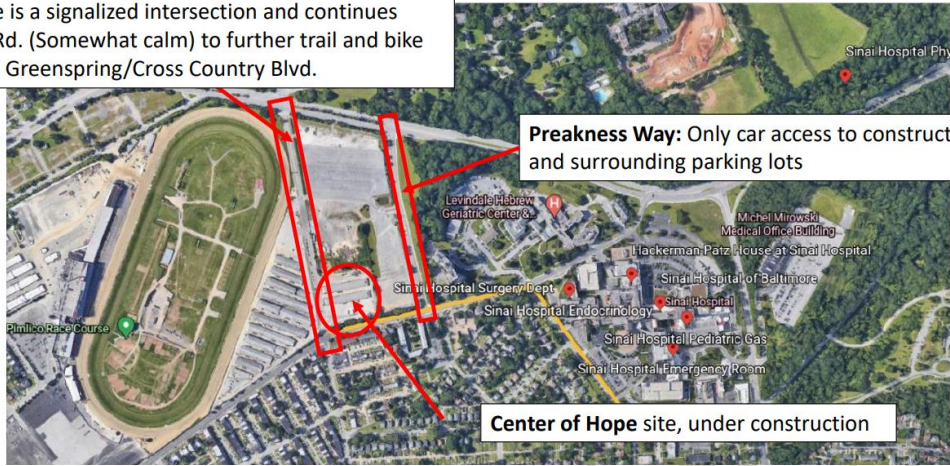 e is a signalized intersection and continues
Rd. (Somewhat calm) to further trail and bike
Greenspring/Cross Country Blvd.
Sinai Hospital Phy
Preakness Way: Only car access to construct
and surrounding parking lots
Levindale Hebrew
Geriatric Center &...
H
Michel Mirowski
Medical Office Building
Hackerman Patz House at Sinai Hospital
Sinai Hospital of Baltimore
Sinai Hospital Surgery Dept
Sinai Hospital
Sinai Hospital Endocrinology
Pimlico Race Course
Sinai Hospital Pediatric Gas
Sinai Hospital Emergency Room
Center of Hope site, under construction